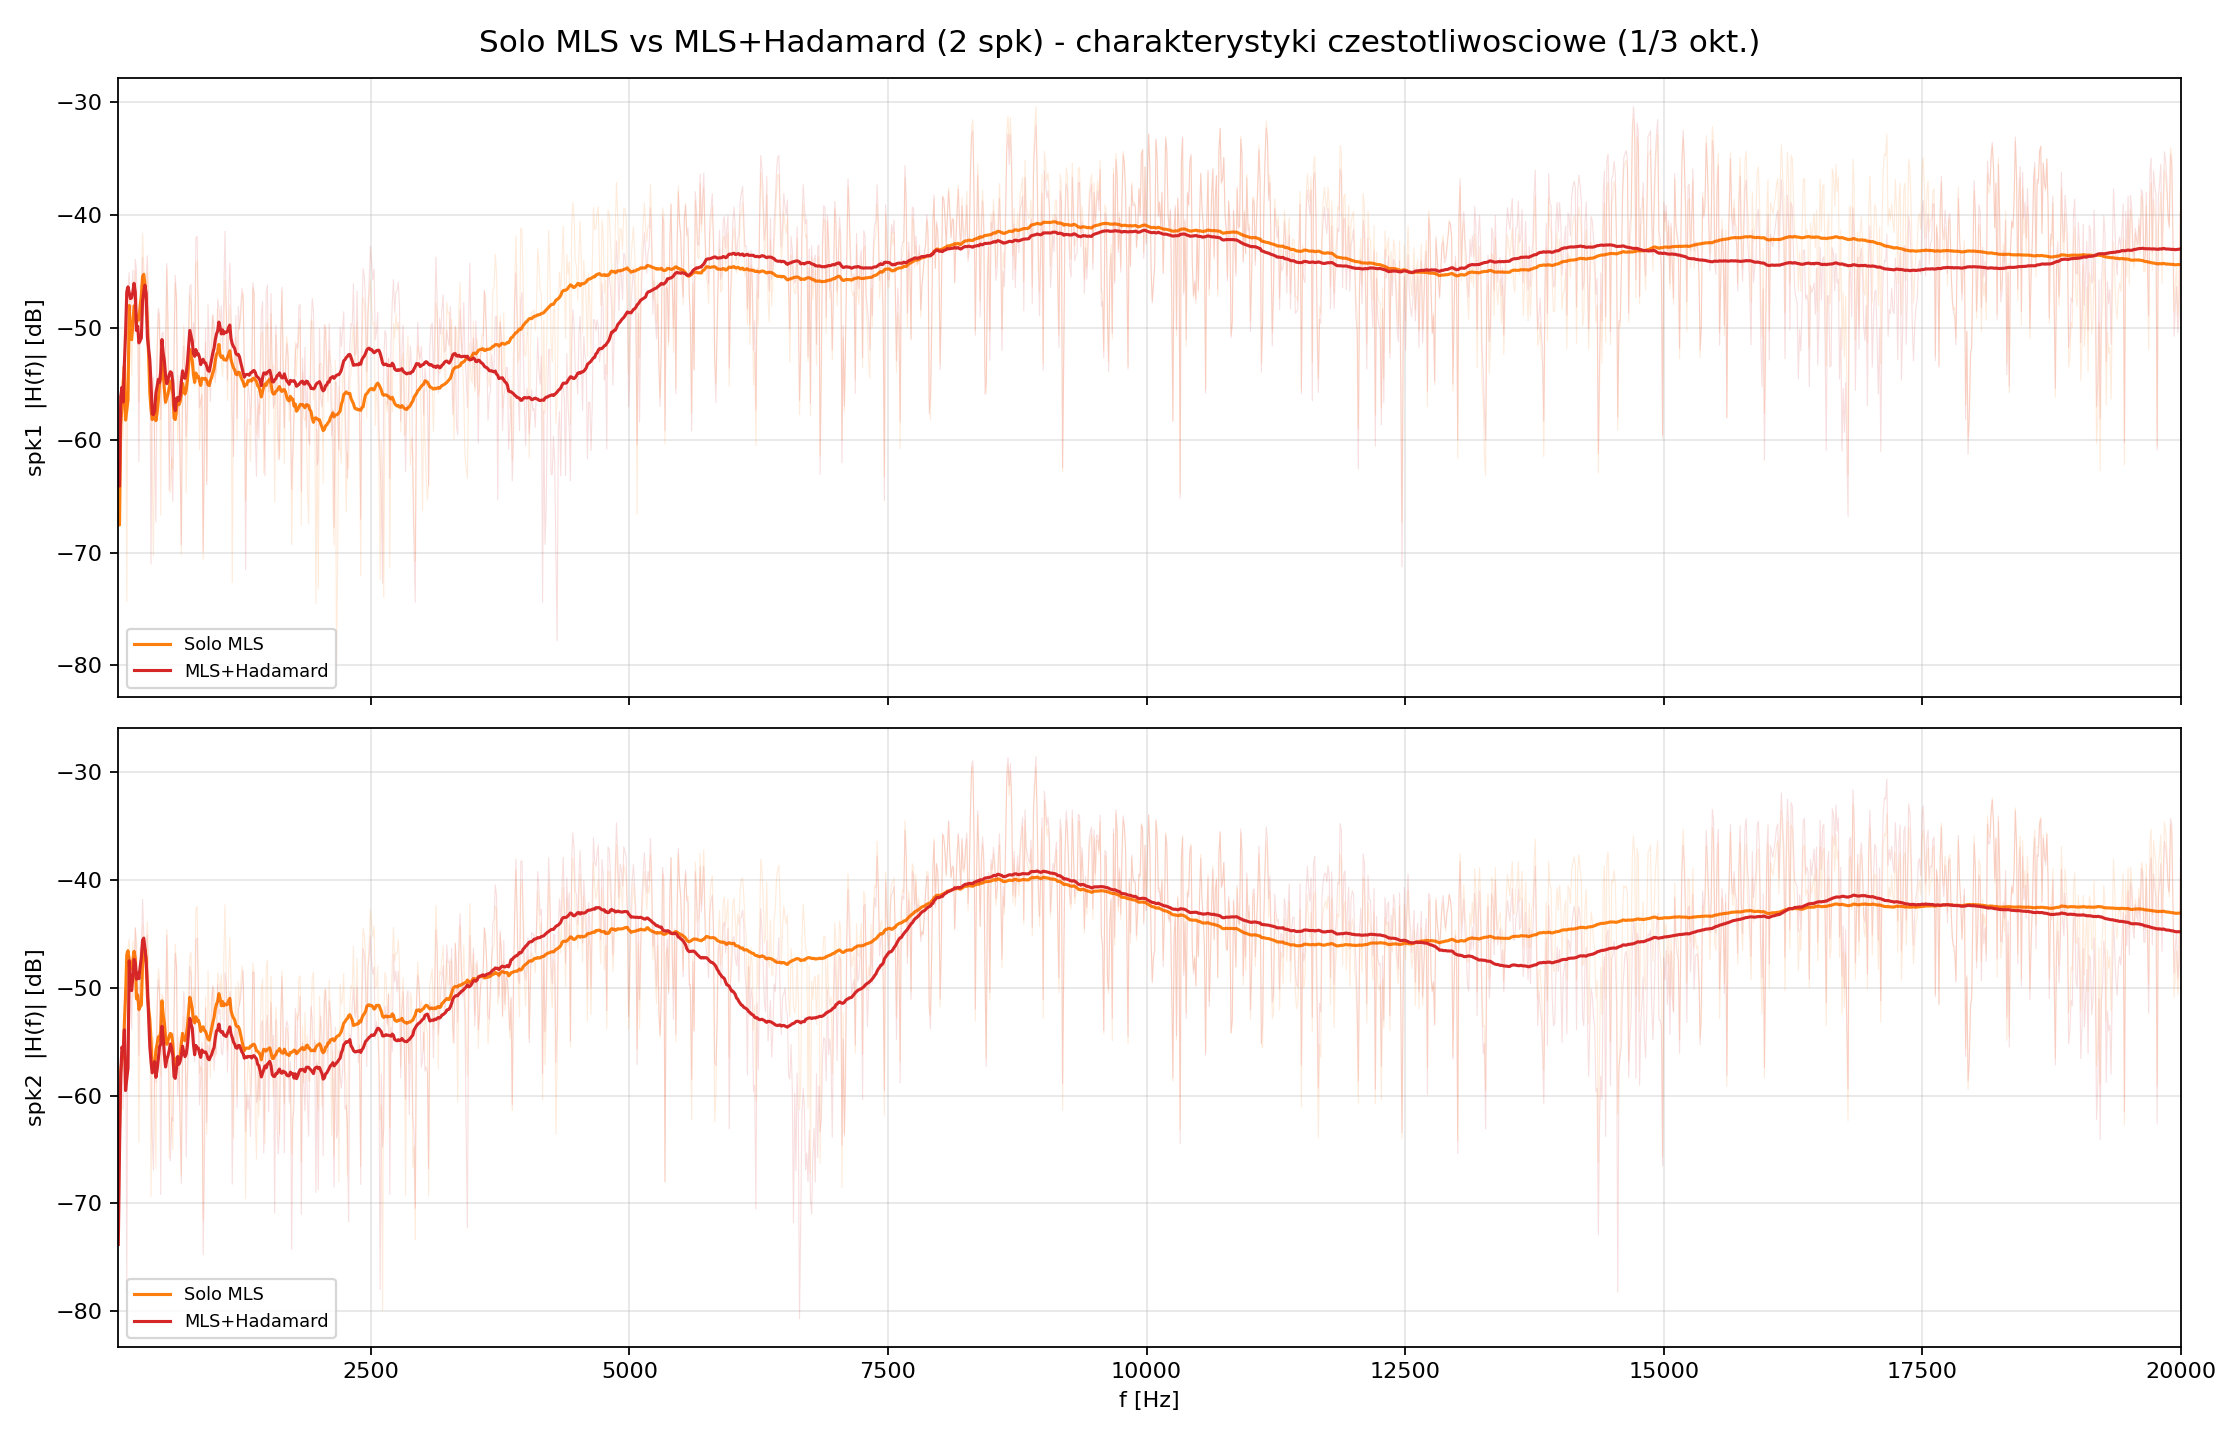 Solo MLS vs MLS+Hadamard (2 spk) - charakterystyki czestotliwosciowe (1/3 okt.)
−30
−40
−50
−60
−70
−80
spk1 |H(f)| [dB]
Solo MLS
MLS+Hadamard
−30
−40
−50
−60
−70
−80
spk2 |H(f)| [dB]
Solo MLS
MLS+Hadamard
2500 5000 7500 10000 12500 15000 17500 20000
f [Hz]